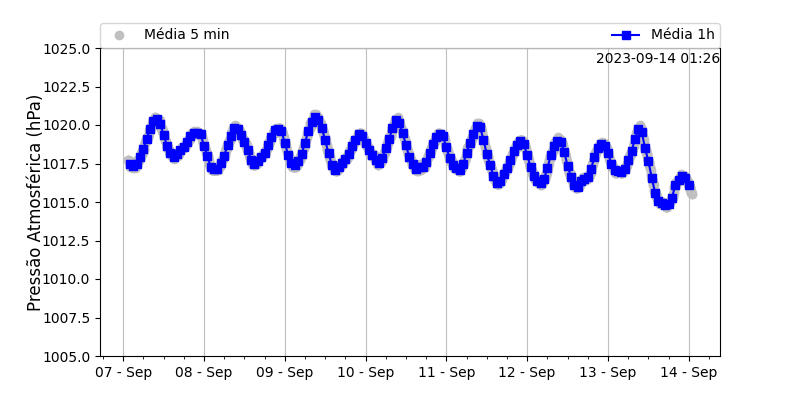 Média 5 min
Média 1h
2023-09-14 01:26
Pressão Atmosférica (hPa)
1025.0
1022.5
1020.0
1017.5
1015.0
1012.5
1010.0
1007.5
1005.0
07 - Sep
08 - Sep
09 - Sep
10 - Sep
11 - Sep
12 - Sep
13 - Sep
14 - Sep